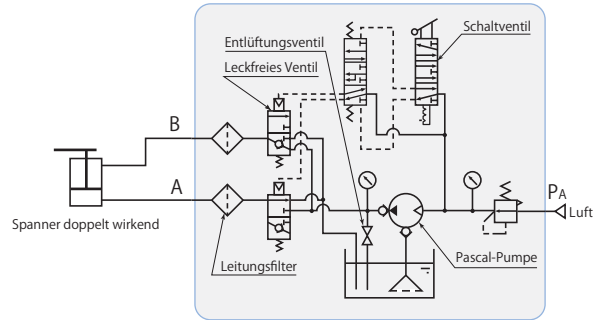 Entlüftungsventil
Schaltventil
Leckfreies Ventil
B
A
PA
Luft
Spanner doppelt wirkend
Leitungsfilter
Pascal-Pumpe